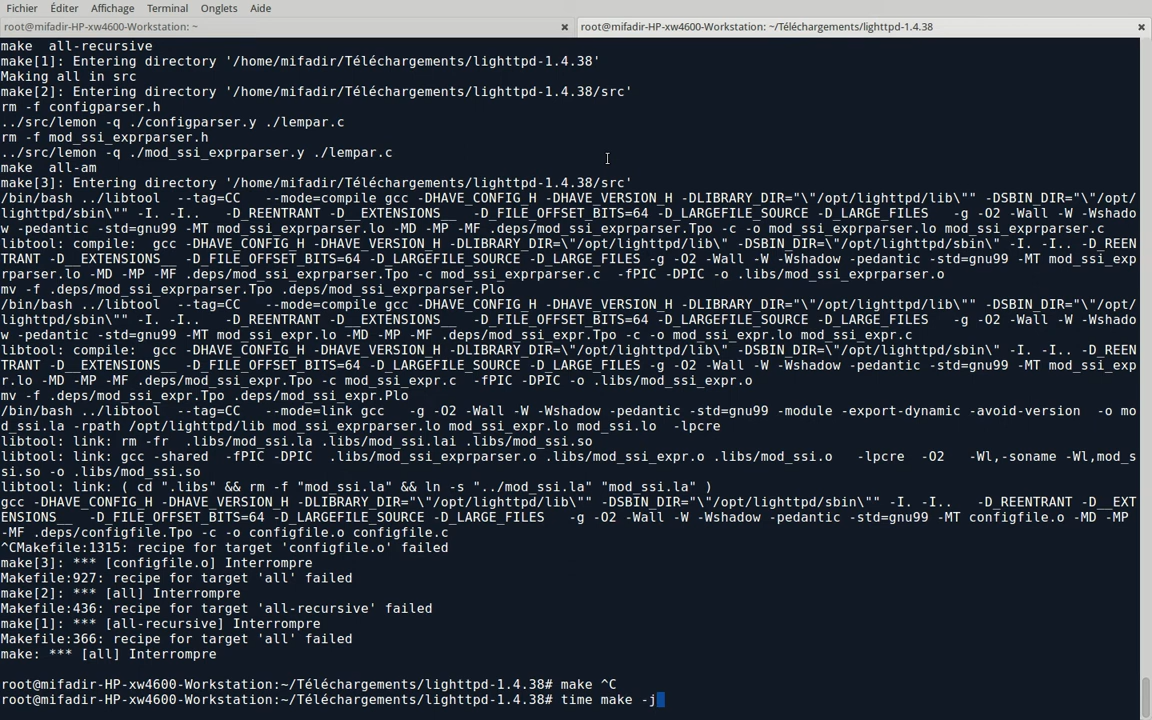 Fichier Éditer Affichage Terminal Onglets Aide
root@mifadir-HP-xw4600-Workstation: ~
root@mifadir-HP-xw4600-Workstation: ~/Téléchargements/lighttpd-1.4.38
make  all-recursive
make[1]: Entering directory '/home/mifadir/Téléchargements/lighttpd-1.4.38'
Making all in src
make[2]: Entering directory '/home/mifadir/Téléchargements/lighttpd-1.4.38/src'
rm -f configparser.h
../src/lemon -q ./configparser.y ./lempar.c
rm -f mod_ssi_exprparser.h
../src/lemon -q ./mod_ssi_exprparser.y ./lempar.c
make  all-am
make[3]: Entering directory '/home/mifadir/Téléchargements/lighttpd-1.4.38/src'
/bin/bash ../libtool  --tag=CC   --mode=compile gcc -DHAVE_CONFIG_H -DHAVE_VERSION_H -DLIBRARY_DIR="\"/opt/lighttpd/lib\"" -DSBIN_DIR="\"/opt/
lighttpd/sbin\"" -I. -I..   -D_REENTRANT -D__EXTENSIONS__  -D_FILE_OFFSET_BITS=64 -D_LARGEFILE_SOURCE -D_LARGE_FILES   -g -O2 -Wall -W -Wshado
w -pedantic -std=gnu99 -MT mod_ssi_exprparser.lo -MD -MP -MF .deps/mod_ssi_exprparser.Tpo -c -o mod_ssi_exprparser.lo mod_ssi_exprparser.c
libtool: compile:  gcc -DHAVE_CONFIG_H -DHAVE_VERSION_H -DLIBRARY_DIR=\"/opt/lighttpd/lib\" -DSBIN_DIR=\"/opt/lighttpd/sbin\" -I. -I.. -D_REEN
TRANT -D__EXTENSIONS__ -D_FILE_OFFSET_BITS=64 -D_LARGEFILE_SOURCE -D_LARGE_FILES -g -O2 -Wall -W -Wshadow -pedantic -std=gnu99 -MT mod_ssi_exp
rparser.lo -MD -MP -MF .deps/mod_ssi_exprparser.Tpo -c mod_ssi_exprparser.c  -fPIC -DPIC -o .libs/mod_ssi_exprparser.o
mv -f .deps/mod_ssi_exprparser.Tpo .deps/mod_ssi_exprparser.Plo
/bin/bash ../libtool  --tag=CC   --mode=compile gcc -DHAVE_CONFIG_H -DHAVE_VERSION_H -DLIBRARY_DIR="\"/opt/lighttpd/lib\"" -DSBIN_DIR="\"/opt/
lighttpd/sbin\"" -I. -I..   -D_REENTRANT -D__EXTENSIONS__  -D_FILE_OFFSET_BITS=64 -D_LARGEFILE_SOURCE -D_LARGE_FILES   -g -O2 -Wall -W -Wshado
w -pedantic -std=gnu99 -MT mod_ssi_expr.lo -MD -MP -MF .deps/mod_ssi_expr.Tpo -c -o mod_ssi_expr.lo mod_ssi_expr.c
libtool: compile:  gcc -DHAVE_CONFIG_H -DHAVE_VERSION_H -DLIBRARY_DIR=\"/opt/lighttpd/lib\" -DSBIN_DIR=\"/opt/lighttpd/sbin\" -I. -I.. -D_REEN
TRANT -D__EXTENSIONS__ -D_FILE_OFFSET_BITS=64 -D_LARGEFILE_SOURCE -D_LARGE_FILES -g -O2 -Wall -W -Wshadow -pedantic -std=gnu99 -MT mod_ssi_exp
r.lo -MD -MP -MF .deps/mod_ssi_expr.Tpo -c mod_ssi_expr.c  -fPIC -DPIC -o .libs/mod_ssi_expr.o
mv -f .deps/mod_ssi_expr.Tpo .deps/mod_ssi_expr.Plo
/bin/bash ../libtool  --tag=CC   --mode=link gcc   -g -O2 -Wall -W -Wshadow -pedantic -std=gnu99 -module -export-dynamic -avoid-version  -o mo
d_ssi.la -rpath /opt/lighttpd/lib mod_ssi_exprparser.lo mod_ssi_expr.lo mod_ssi.lo  -lpcre
libtool: link: rm -fr  .libs/mod_ssi.la .libs/mod_ssi.lai .libs/mod_ssi.so
libtool: link: gcc -shared  -fPIC -DPIC  .libs/mod_ssi_exprparser.o .libs/mod_ssi_expr.o .libs/mod_ssi.o   -lpcre  -O2   -Wl,-soname -Wl,mod_s
si.so -o .libs/mod_ssi.so
libtool: link: ( cd ".libs" && rm -f "mod_ssi.la" && ln -s "../mod_ssi.la" "mod_ssi.la" )
gcc -DHAVE_CONFIG_H -DHAVE_VERSION_H -DLIBRARY_DIR="\"/opt/lighttpd/lib\"" -DSBIN_DIR="\"/opt/lighttpd/sbin\"" -I. -I..   -D_REENTRANT -D__EXT
ENSIONS__  -D_FILE_OFFSET_BITS=64 -D_LARGEFILE_SOURCE -D_LARGE_FILES   -g -O2 -Wall -W -Wshadow -pedantic -std=gnu99 -MT configfile.o -MD -MP
-MF .deps/configfile.Tpo -c -o configfile.o configfile.c
^CMakefile:1315: recipe for target 'configfile.o' failed
make[3]: *** [configfile.o] Interrompre
Makefile:927: recipe for target 'all' failed
make[2]: *** [all] Interrompre
Makefile:436: recipe for target 'all-recursive' failed
make[1]: *** [all-recursive] Interrompre
Makefile:366: recipe for target 'all' failed
make: *** [all] Interrompre
root@mifadir-HP-xw4600-Workstation:~/Téléchargements/lighttpd-1.4.38# make ^C
root@mifadir-HP-xw4600-Workstation:~/Téléchargements/lighttpd-1.4.38# time make -j